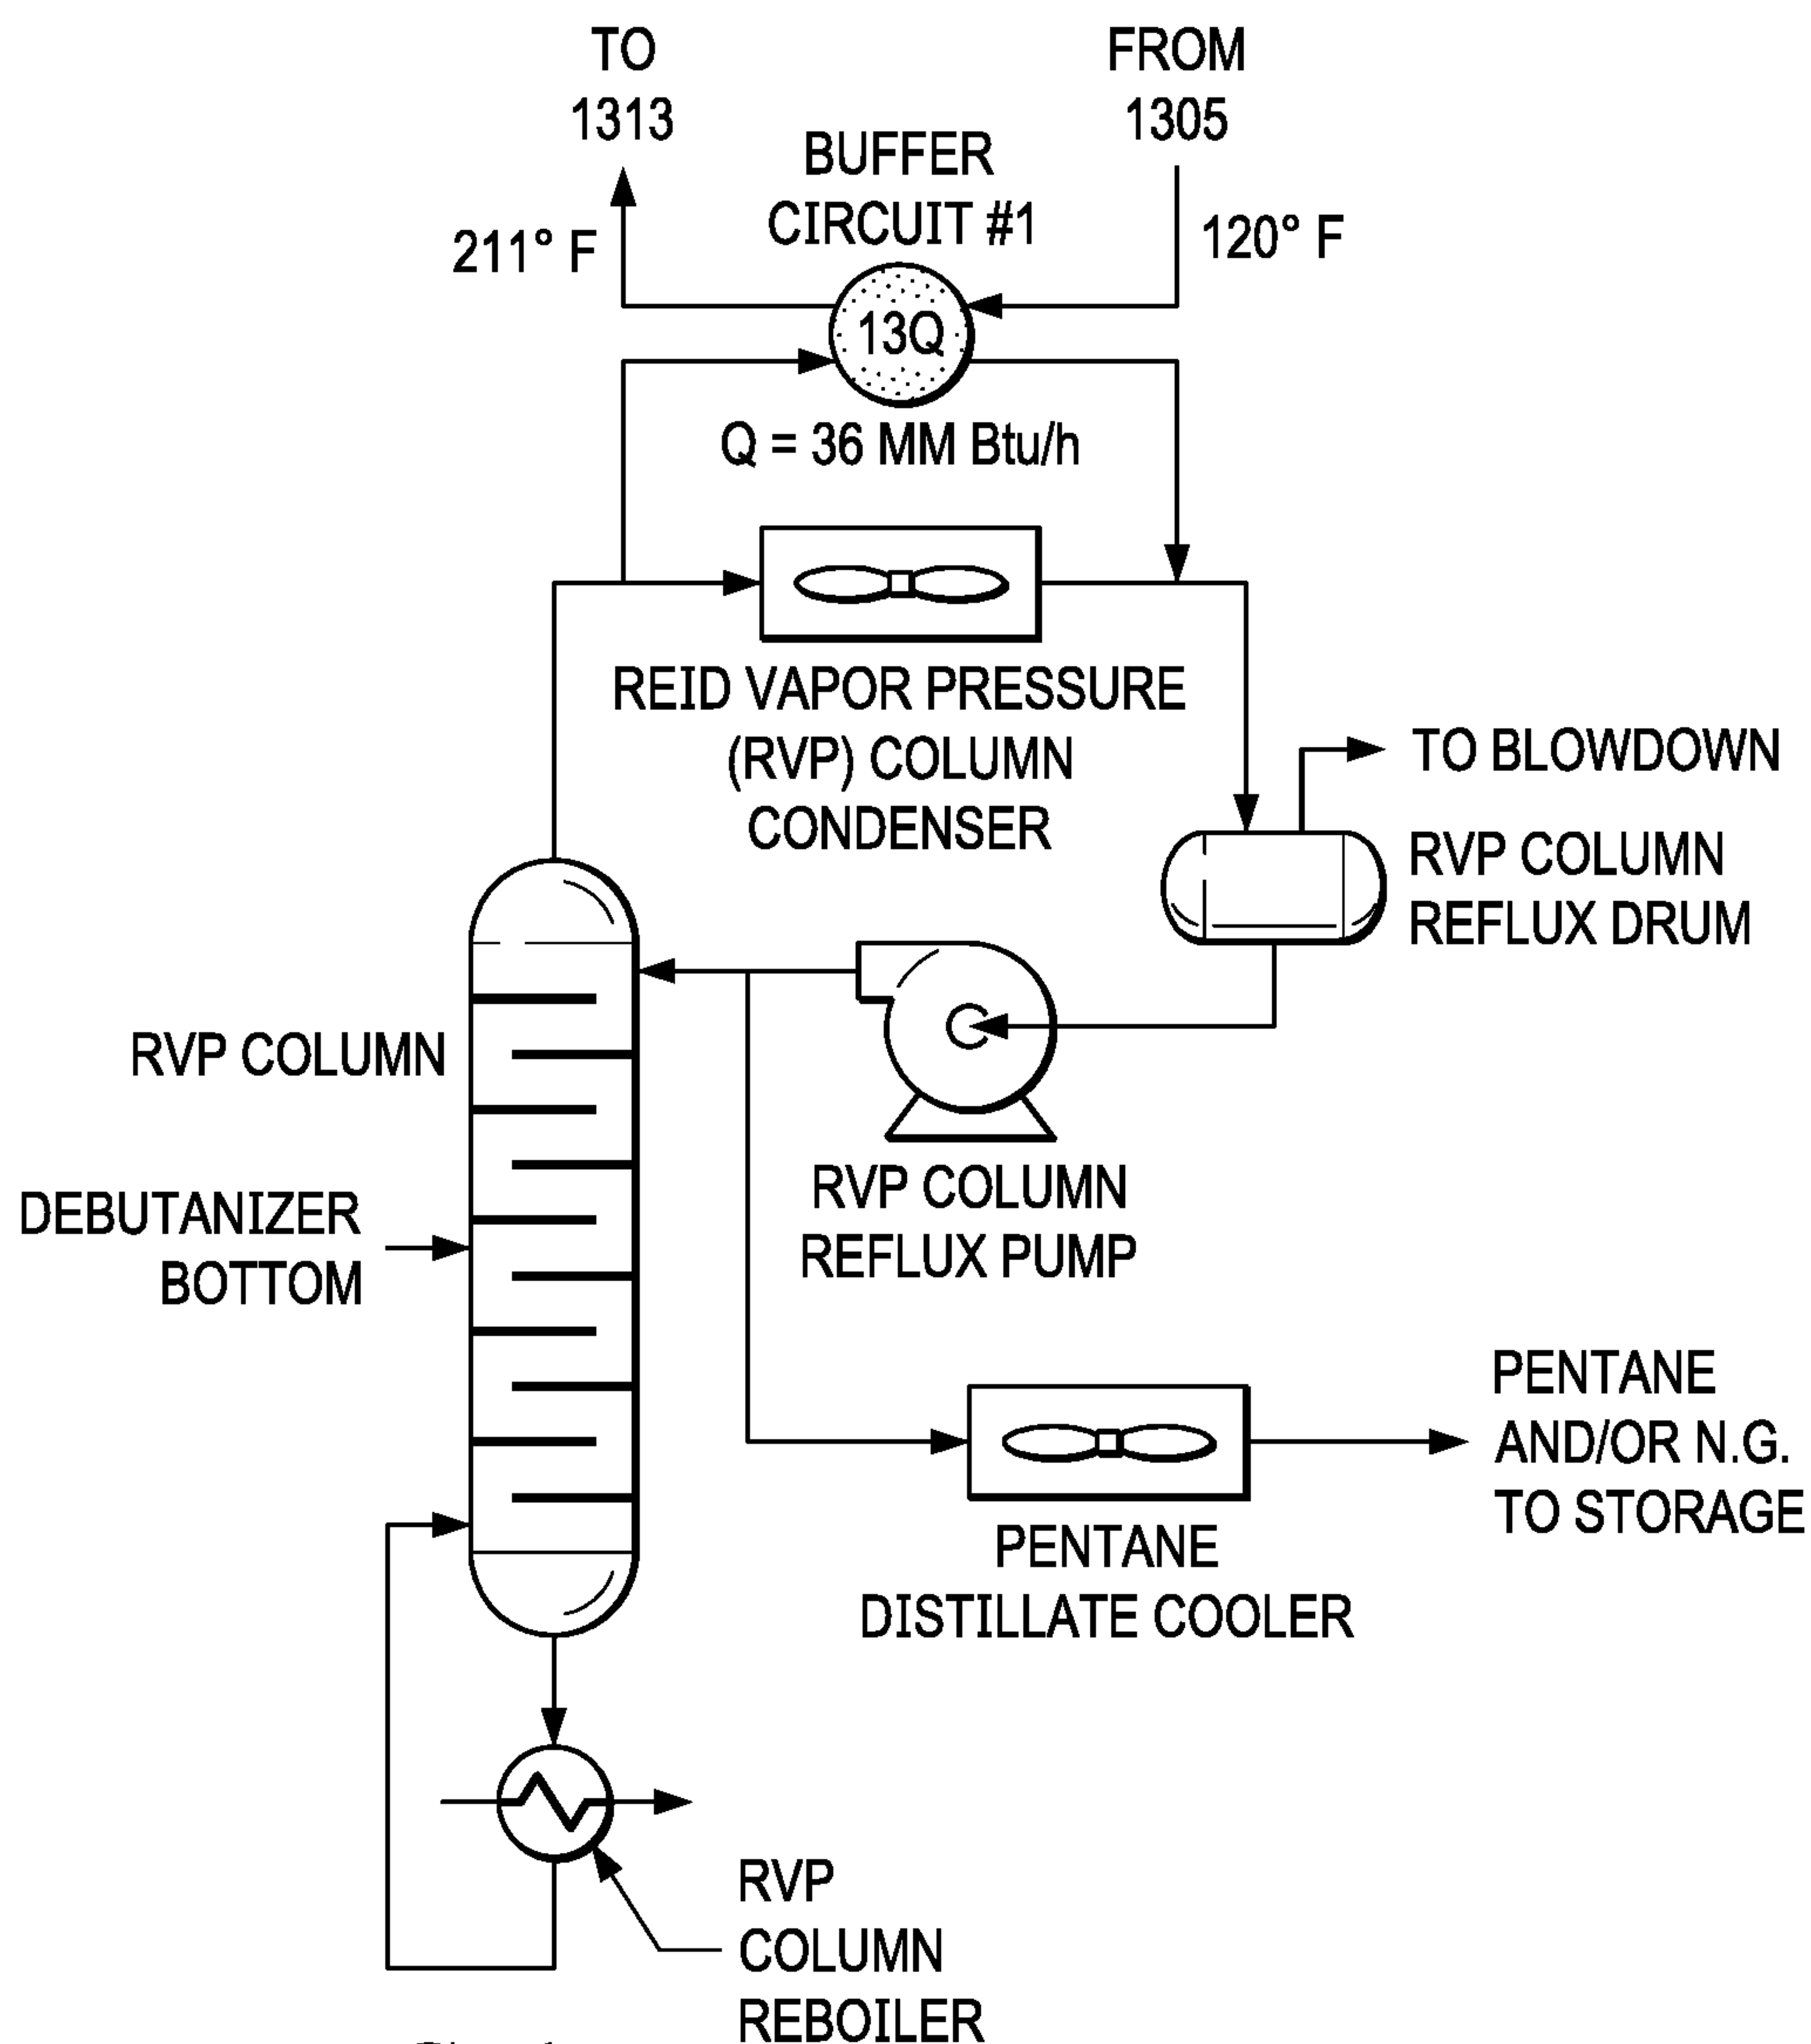 TO
1313
FROM
1305
BUFFER
CIRCUIT #1
211° F
120° F
13Q
Q = 36 MM Btu/h
REID VAPOR PRESSURE
(RVP) COLUMN
CONDENSER
TO BLOWDOWN
RVP COLUMN
REFLUX DRUM
RVP COLUMN
RVP COLUMN
REFLUX PUMP
DEBUTANIZER
BOTTOM
PENTANE
AND/OR N.G.
TO STORAGE
PENTANE
DISTILLATE COOLER
RVP
COLUMN
REBOILER